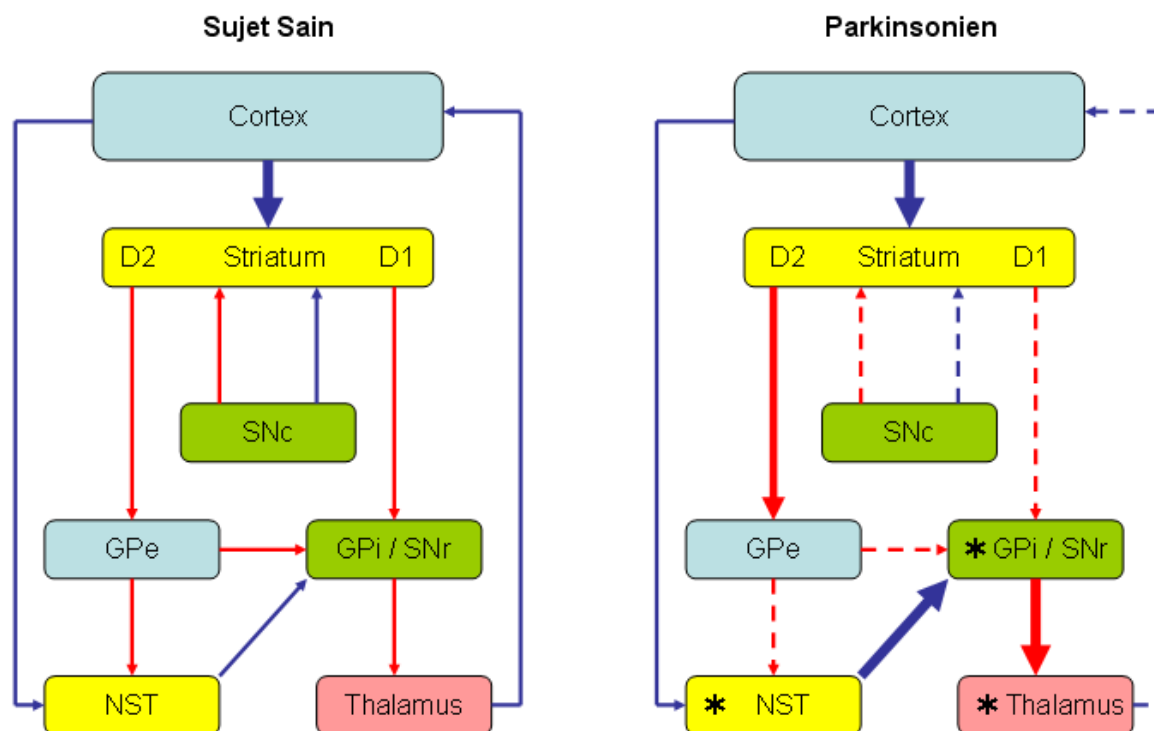 Sujet Sain
Cortex
D2 Striatum D1
SNc
GPe
GPi / SNr
NST
Thalamus
Parkinsonien
Cortex
D2 Striatum D1
SNc
GPe
* GPi / SNr
* NST
* Thalamus